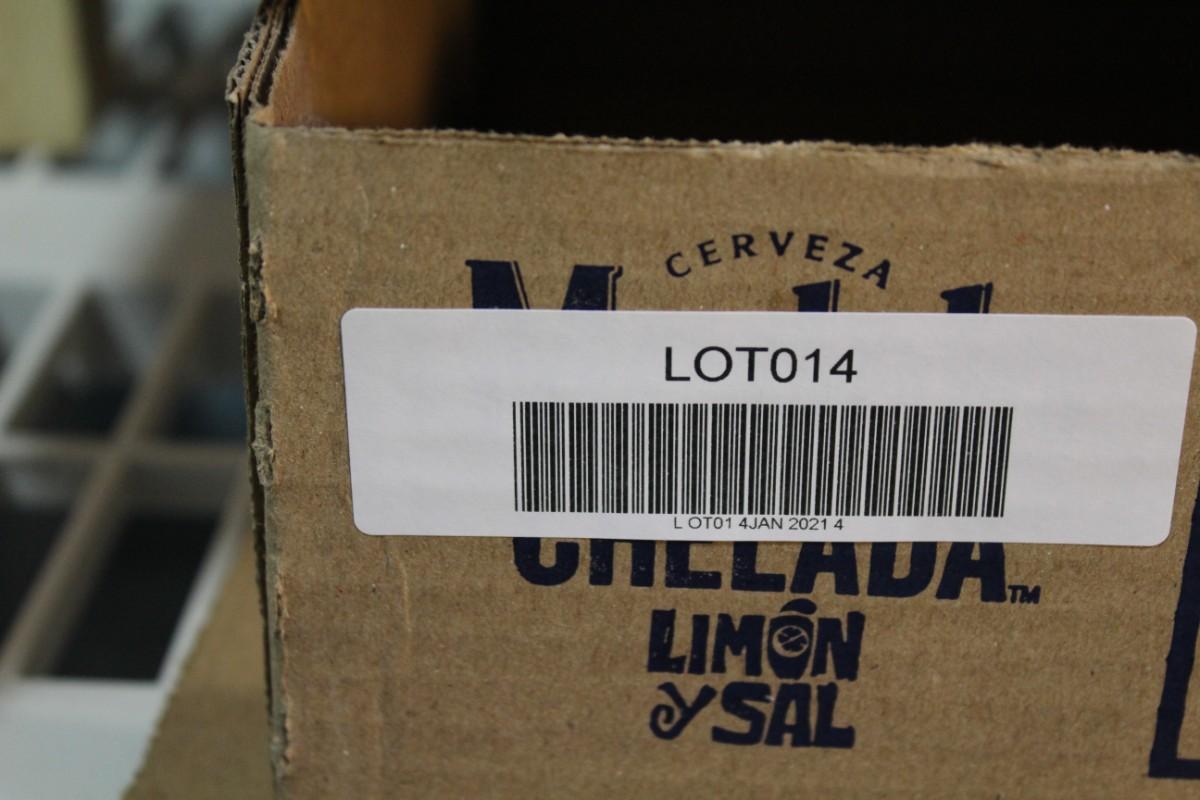 CERVEZA
LOT014
L OT01 4JAN 2021 4
CHELADA™
LIMÓN
Y SAL